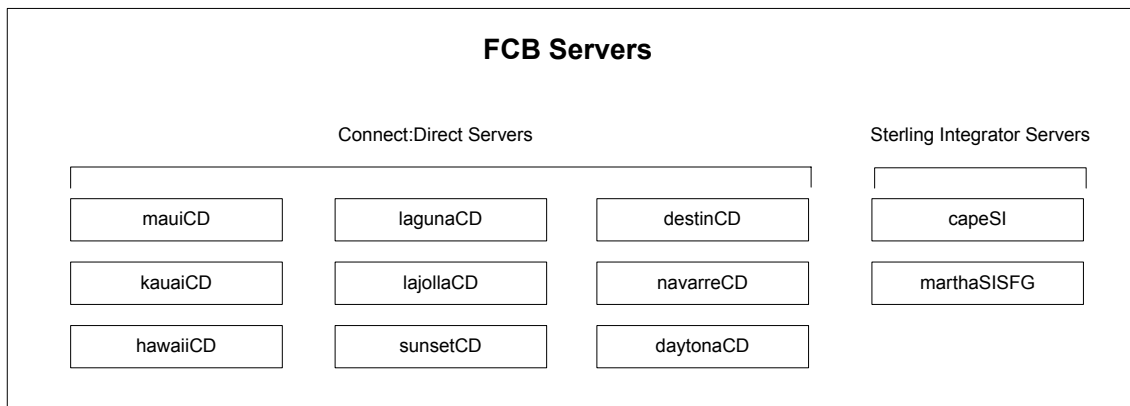 FCB Servers
Connect:Direct Servers
Sterling Integrator Servers
mauiCD
lagunaCD
destinCD
capeSI
kauaiCD
lajollaCD
navarreCD
marthaSISFG
hawaiiCD
sunsetCD
daytonaCD